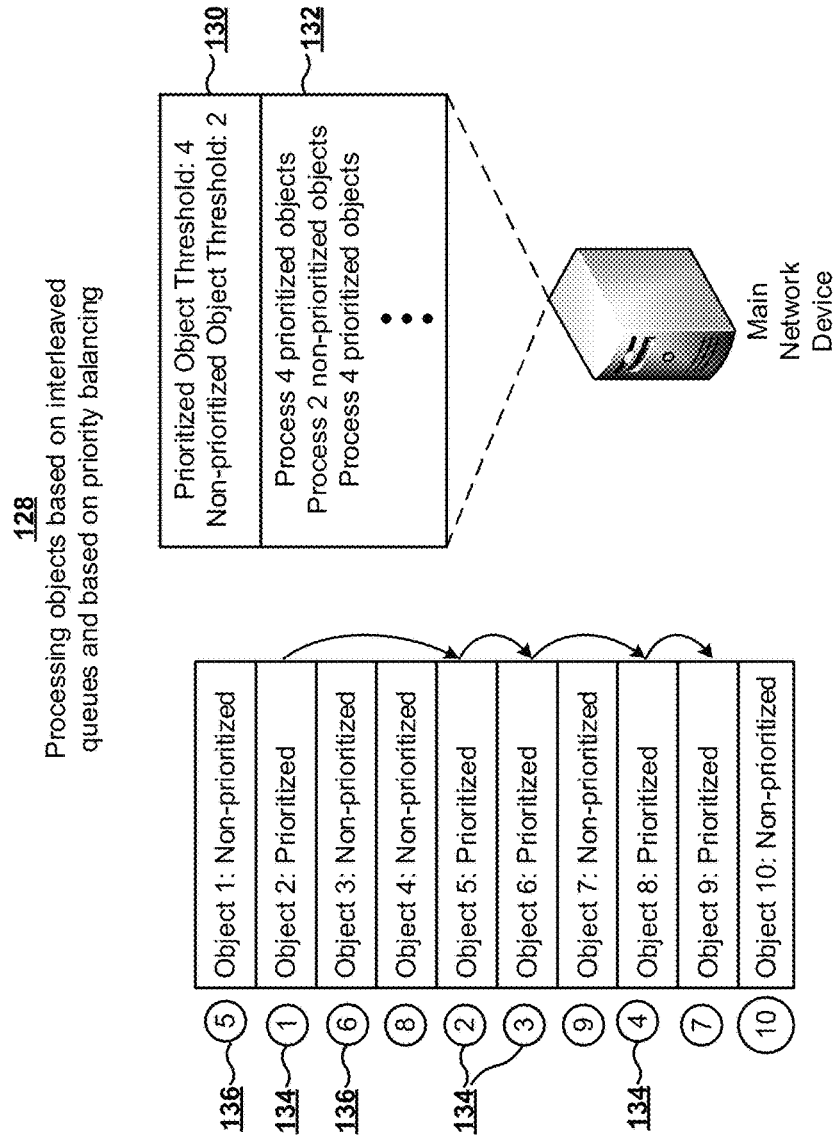 128
Processing objects based on interleaved
queues and based on priority balancing
136
5
Object 1: Non-prioritized
134
1
Object 2: Prioritized
136
6
Object 3: Non-prioritized
8
Object 4: Non-prioritized
134
2
Object 5: Prioritized
3
Object 6: Prioritized
9
Object 7: Non-prioritized
134
4
Object 8: Prioritized
7
Object 9: Prioritized
10
Object 10: Non-prioritized
Prioritized Object Threshold: 4
Non-prioritized Object Threshold: 2
130
Process 4 prioritized objects
Process 2 non-prioritized objects
Process 4 prioritized objects
132
Main
Network
Device